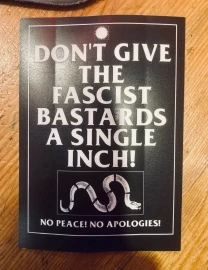 DON'T GIVE
THE
FASCIST
BASTARDS
A SINGLE
INCH!
NO PEACE! NO APOLOGIES!